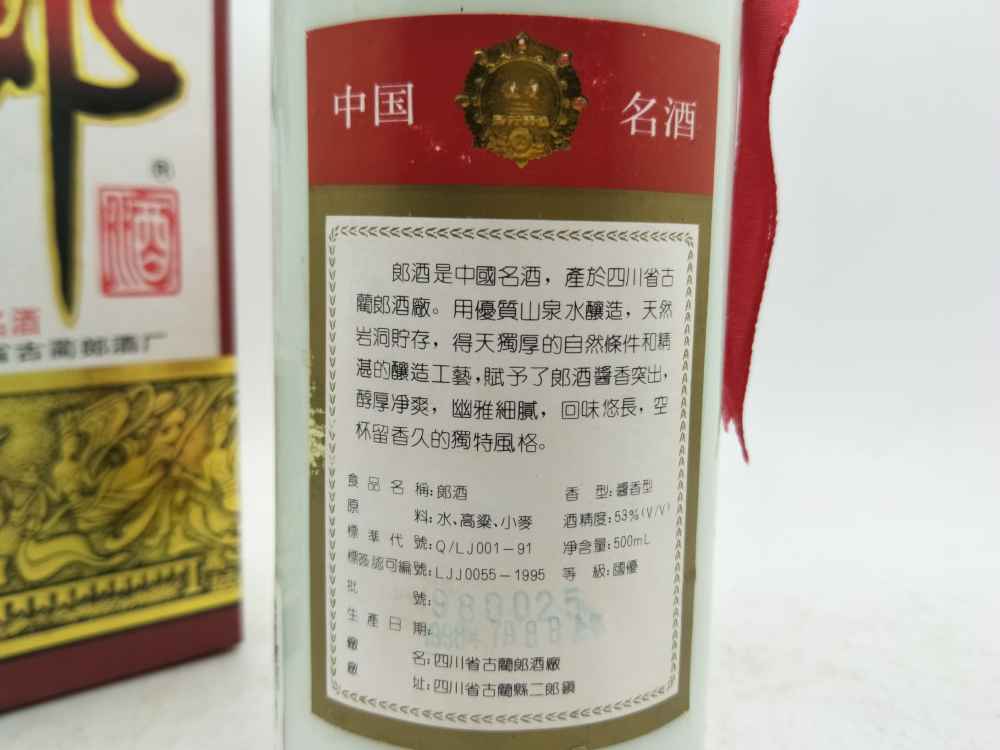 郎
®
酒
名酒
省古蔺郎酒厂
中国 名酒
郎酒是中國名酒，產於四川省古
藺郎酒廠。用優質山泉水釀造，天然
岩洞貯存，得天獨厚的自然條件和精
湛的釀造工藝，賦予了郎酒醬香突出，
醇厚淨爽，幽雅細膩，回味悠長，空
杯留香久的獨特風格。
食品名稱：郎酒 香型：醬香型
原料：水、高粱、小麥 酒精度：53%(V/V)
標準代號：Q/LJ001-91 淨含量：500mL
標簽認可編號：LJJ0055-1995 等級：國優
批號：980025
生產日期：
廠名：四川省古藺郎酒廠
廠址：四川省古藺縣二郎鎮